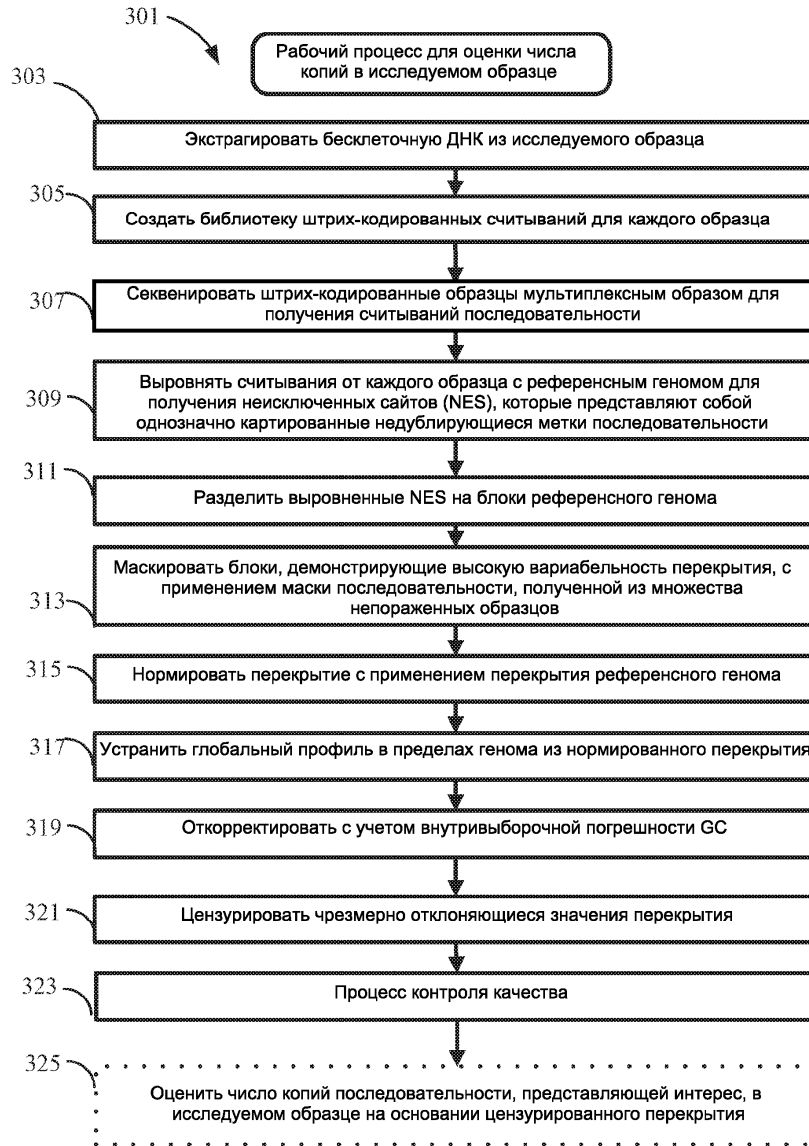 301
Рабочий процесс для оценки числа
копий в исследуемом образце
303
Экстрагировать бесклеточную ДНК из исследуемого образца
305
Создать библиотеку штрих-кодированных считываний для каждого образца
307
Секвенировать штрих-кодированные образцы мультиплексным образом для
получения считываний последовательности
309
Выровнять считывания от каждого образца с референсным геномом для
получения неисключенных сайтов (NES), которые представляют собой
однозначно картированные недублирующиеся метки последовательности
311
Разделить выровненные NES на блоки референсного генома
313
Маскировать блоки, демонстрирующие высокую вариабельность перекрытия, с
применением маски последовательности, полученной из множества
непораженных образцов
315
Нормировать перекрытие с применением перекрытия референсного генома
317
Устранить глобальный профиль в пределах генома из нормированного перекрытия
319
Откорректировать с учетом внутривыборочной погрешности GC
321
Цензурировать чрезмерно отклоняющиеся значения перекрытия
323
Процесс контроля качества
325
Оценить число копий последовательности, представляющей интерес, в
исследуемом образце на основании цензурированного перекрытия